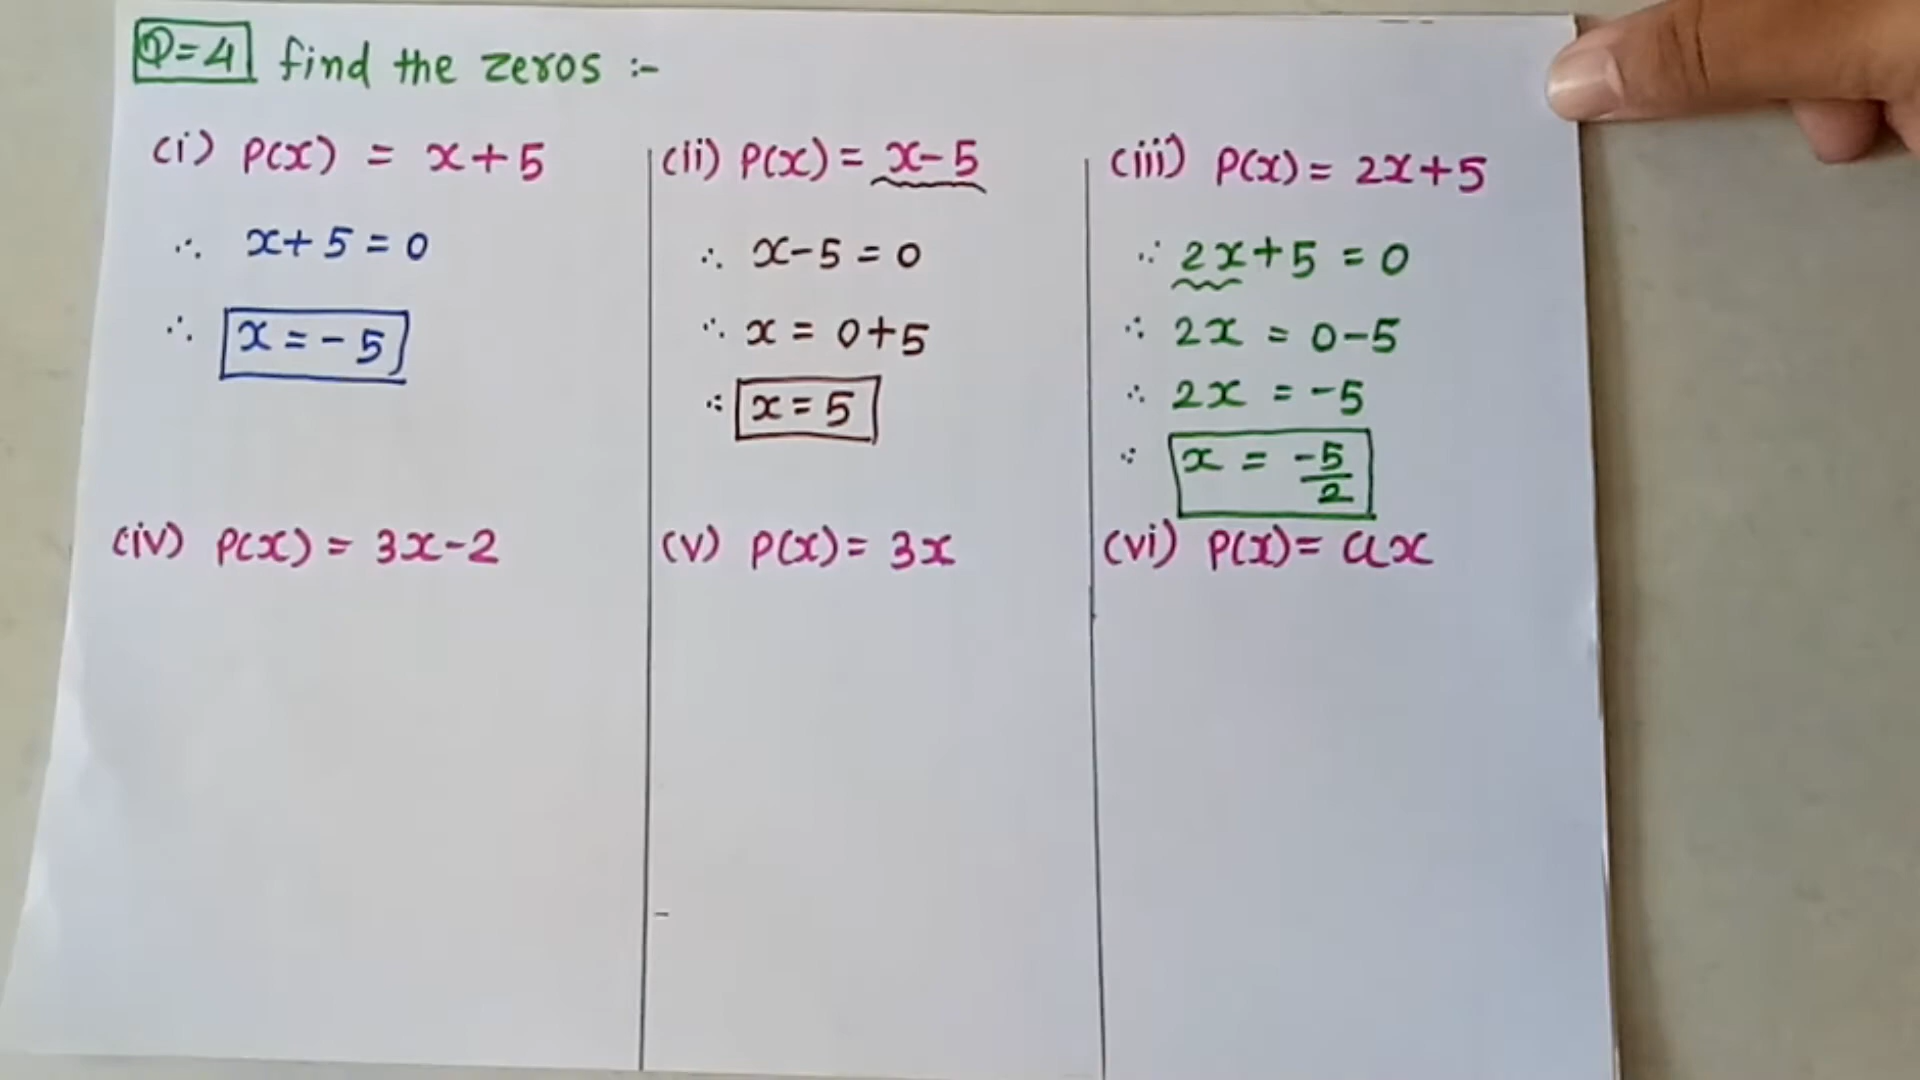 Q=4 find the zeros :-
(i) P(x) = x+5
∴ x+5=0
∴ x=-5
(ii) P(x)= x-5
∴ x-5=0
∴ x = 0+5
∴ x=5
(iii) P(x)= 2x+5
∴ 2x+5=0
∴ 2x = 0-5
∴ 2x = -5
∴ x = -5/2
(iv) P(x)= 3x-2
(v) P(x)= 3x
(vi) P(x)= ax